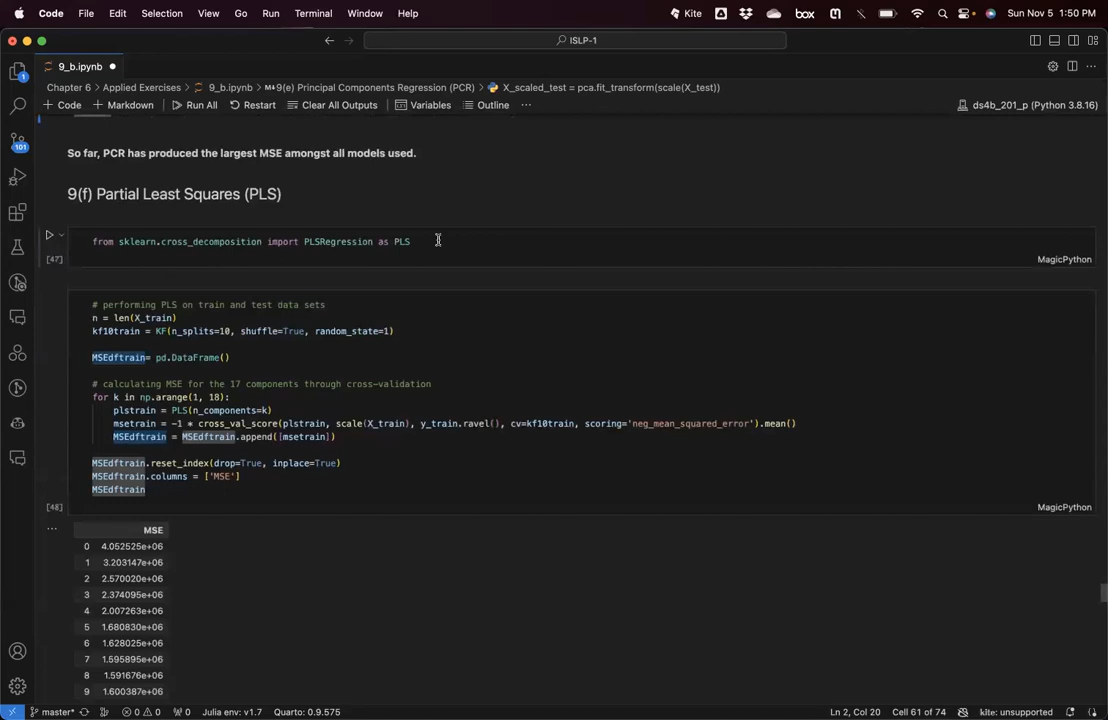 Code File Edit Selection View Go Run Terminal Window Help Kite box Sun Nov 5 1:50 PM
ISLP-1
9_b.ipynb
Chapter 6 > Applied Exercises > 9_b.ipynb > M↓9(e) Principal Components Regression (PCR) > X_scaled_test = pca.fit_transform(scale(X_test))
+ Code + Markdown Run All Restart Clear All Outputs Variables Outline ... ds4b_201_p (Python 3.8.16)
So far, PCR has produced the largest MSE amongst all models used.
9(f) Partial Least Squares (PLS)
from sklearn.cross_decomposition import PLSRegression as PLS
[47] MagicPython
# performing PLS on train and test data sets
n = len(X_train)
kf10train = KF(n_splits=10, shuffle=True, random_state=1)
MSEdftrain= pd.DataFrame()
# calculating MSE for the 17 components through cross-validation
for k in np.arange(1, 18):
plstrain = PLS(n_components=k)
msetrain = -1 * cross_val_score(plstrain, scale(X_train), y_train.ravel(), cv=kf10train, scoring='neg_mean_squared_error').mean()
MSEdftrain = MSEdftrain.append([msetrain])
MSEdftrain.reset_index(drop=True, inplace=True)
MSEdftrain.columns = ['MSE']
MSEdftrain
[48] MagicPython
... MSE
0 4.052525e+06
1 3.203147e+06
2 2.570020e+06
3 2.374095e+06
4 2.007263e+06
5 1.680830e+06
6 1.628025e+06
7 1.595895e+06
8 1.591676e+06
9 1.600387e+06
1
101
master* 0 0 0 Julia env: v1.7 Quarto: 0.9.575 Ln 2, Col 20 Cell 61 of 74 kite: unsupported